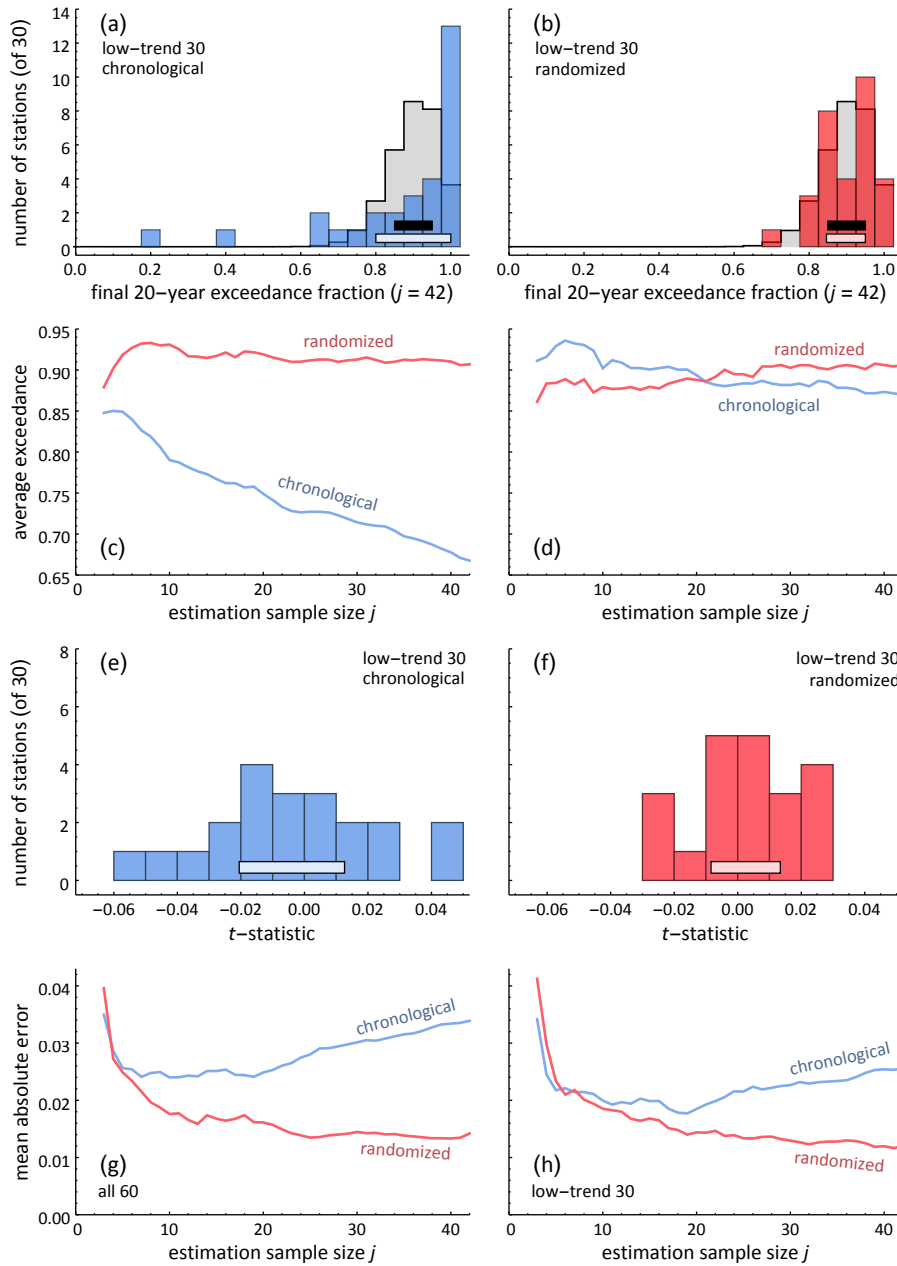 (a)
low−trend 30
chronological
number of stations (of 30)
14
12
10
8
6
4
2
0
0.0
0.2
0.4
0.6
0.8
1.0
final 20−year exceedance fraction (j = 42)
(b)
low−trend 30
randomized
0.0
0.2
0.4
0.6
0.8
1.0
final 20−year exceedance fraction (j = 42)
average exceedance
0.95
0.90
0.85
0.80
0.75
0.70
0.65
randomized
chronological
(c)
0
10
20
30
40
estimation sample size j
randomized
chronological
(d)
0
10
20
30
40
estimation sample size j
number of stations (of 30)
8
6
4
2
0
(e)
low−trend 30
chronological
−0.06
−0.04
−0.02
0.00
0.02
0.04
t−statistic
(f)
low−trend 30
randomized
−0.06
−0.04
−0.02
0.00
0.02
0.04
t−statistic
mean absolute error
0.04
0.03
0.02
0.01
0.00
chronological
randomized
(g)
all 60
0
10
20
30
40
estimation sample size j
chronological
randomized
(h)
low−trend 30
0
10
20
30
40
estimation sample size j